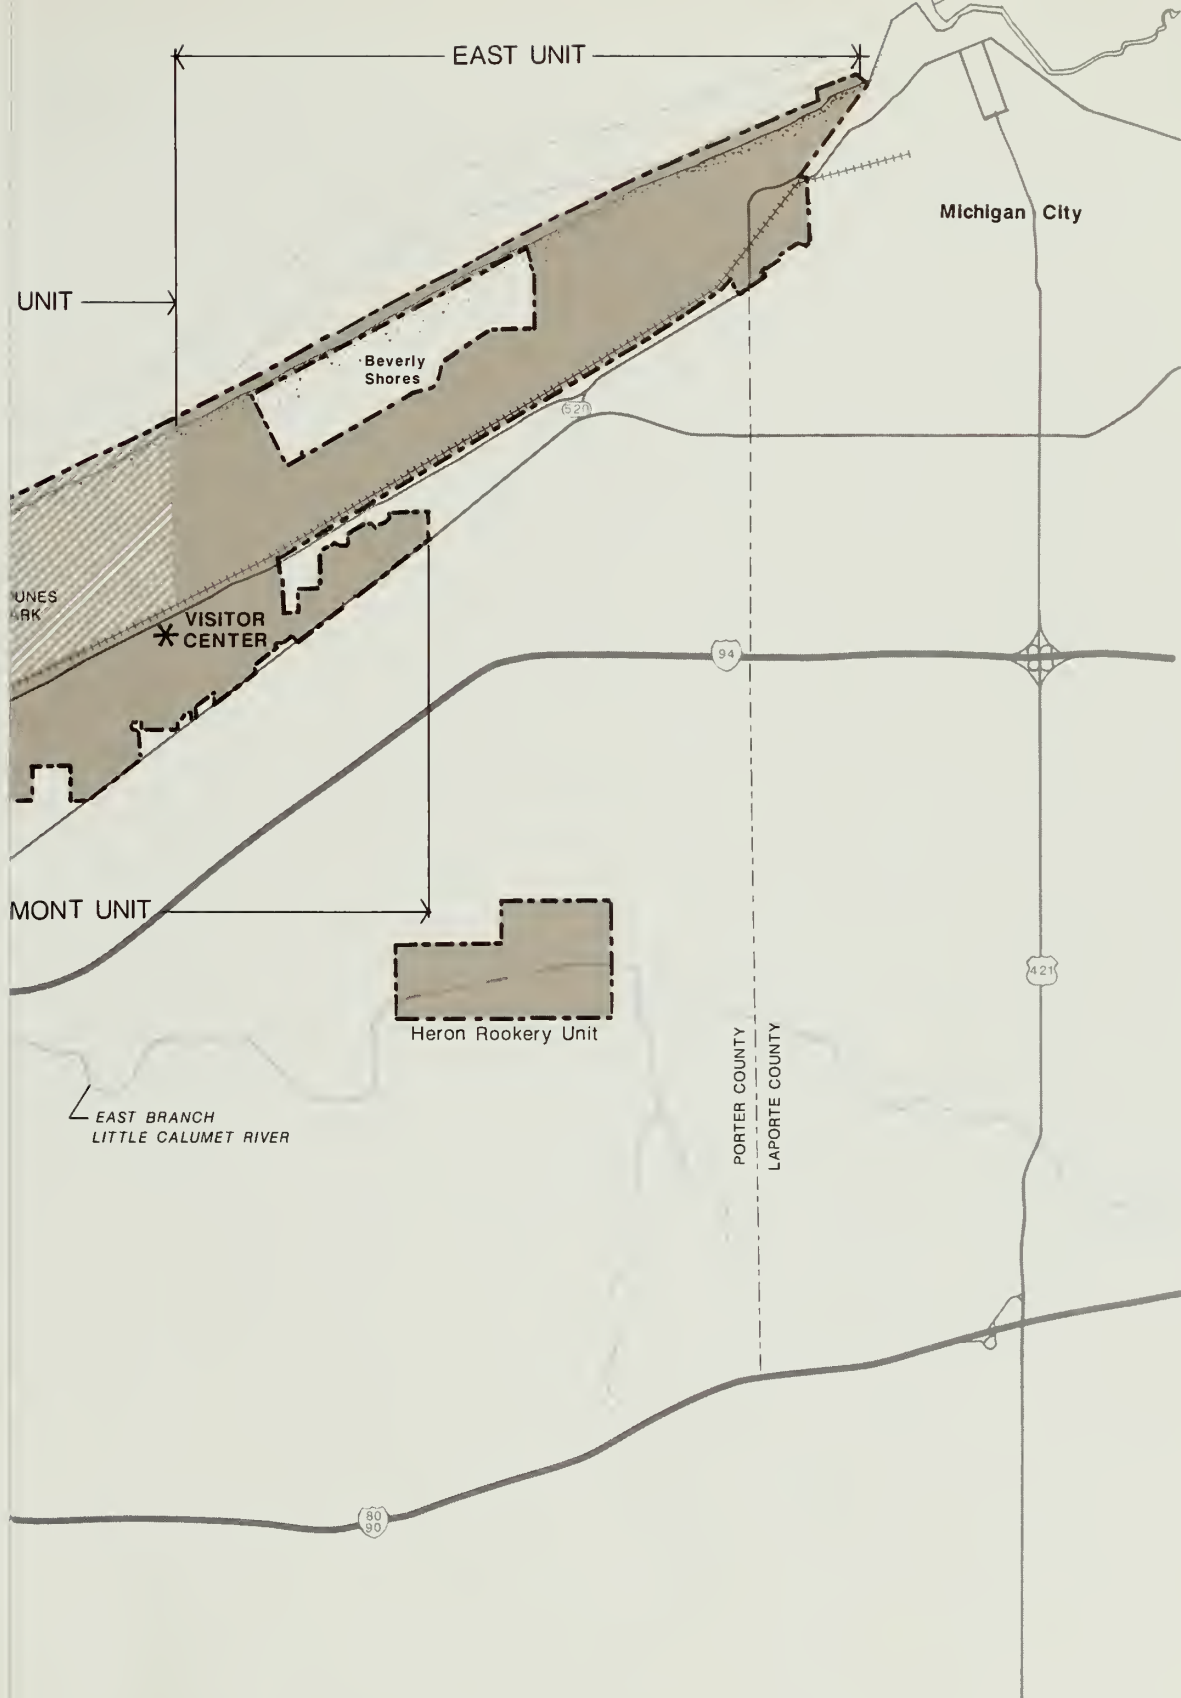 EAST UNIT
Michigan City
UNIT
Beverly
Shores
520
UNES
ARK
VISITOR
CENTER
94
MONT UNIT
421
Heron Rookery Unit
PORTER COUNTY
LAPORTE COUNTY
EAST BRANCH
LITTLE CALUMET RIVER
80
90